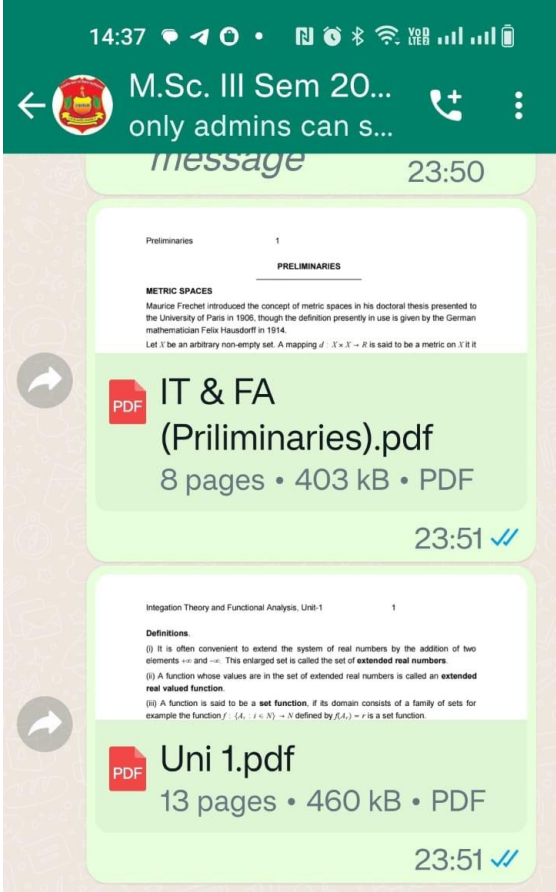 14:37
M.Sc. III Sem 20...
only admins can s...
message
23:50
Preliminaries 1
PRELIMINARIES
METRIC SPACES
Maurice Frechet introduced the concept of metric spaces in his doctoral thesis presented to
the University of Paris in 1906, though the definition presently in use is given by the German
mathematician Felix Hausdorff in 1914.
Let X be an arbitrary non-empty set. A mapping d : X × X → R is said to be a metric on X it it
PDF
IT & FA
(Priliminaries).pdf
8 pages • 403 kB • PDF
23:51
Integation Theory and Functional Analysis, Unit-1 1
Definitions.
(i) It is often convenient to extend the system of real numbers by the addition of two
elements +∞ and −∞. This enlarged set is called the set of extended real numbers.
(ii) A function whose values are in the set of extended real numbers is called an extended
real valued function.
(iii) A function is said to be a set function, if its domain consists of a family of sets for
example the function f : {Aᵢ : i ∈ N} → N defined by f(Aᵣ) = r is a set function.
PDF
Uni 1.pdf
13 pages • 460 kB • PDF
23:51